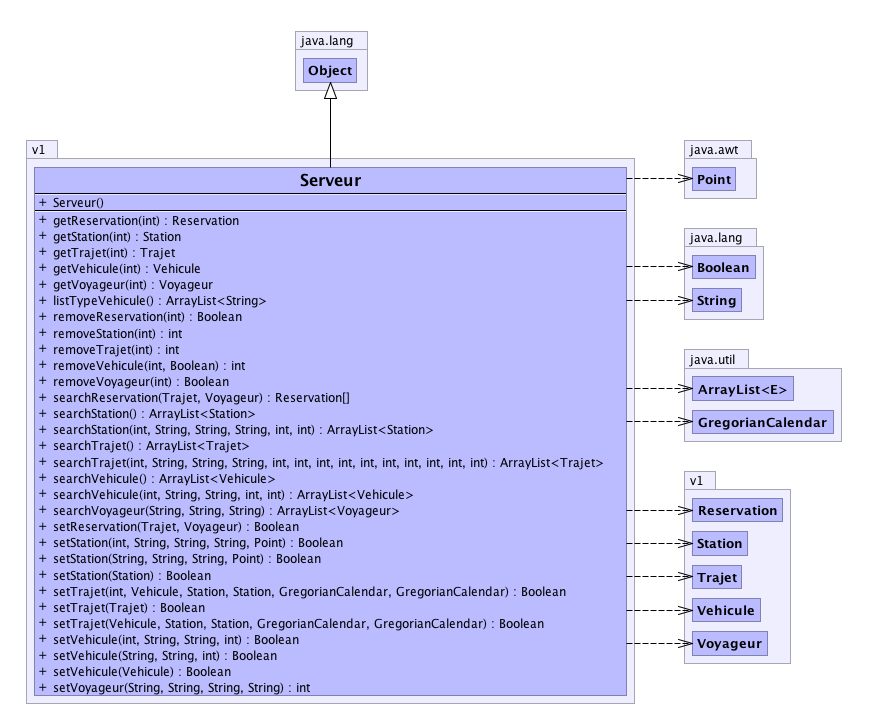 java.lang
Object
v1
Serveur
+ Serveur()
+ getReservation(int) : Reservation
+ getStation(int) : Station
+ getTrajet(int) : Trajet
+ getVehicule(int) : Vehicule
+ getVoyageur(int) : Voyageur
+ listTypeVehicule() : ArrayList<String>
+ removeReservation(int) : Boolean
+ removeStation(int) : int
+ removeTrajet(int) : int
+ removeVehicule(int, Boolean) : int
+ removeVoyageur(int) : Boolean
+ searchReservation(Trajet, Voyageur) : Reservation[]
+ searchStation() : ArrayList<Station>
+ searchStation(int, String, String, String, int, int) : ArrayList<Station>
+ searchTrajet() : ArrayList<Trajet>
+ searchTrajet(int, String, String, String, int, int, int, int, int, int, int, int, int, int) : ArrayList<Trajet>
+ searchVehicule() : ArrayList<Vehicule>
+ searchVehicule(int, String, String, int, int) : ArrayList<Vehicule>
+ searchVoyageur(String, String, String) : ArrayList<Voyageur>
+ setReservation(Trajet, Voyageur) : Boolean
+ setStation(int, String, String, String, Point) : Boolean
+ setStation(String, String, String, Point) : Boolean
+ setStation(Station) : Boolean
+ setTrajet(int, Vehicule, Station, Station, GregorianCalendar, GregorianCalendar) : Boolean
+ setTrajet(Trajet) : Boolean
+ setTrajet(Vehicule, Station, Station, GregorianCalendar, GregorianCalendar) : Boolean
+ setVehicule(int, String, String, int) : Boolean
+ setVehicule(String, String, int) : Boolean
+ setVehicule(Vehicule) : Boolean
+ setVoyageur(String, String, String, String) : int
java.awt
Point
java.lang
Boolean
String
java.util
ArrayList<E>
GregorianCalendar
v1
Reservation
Station
Trajet
Vehicule
Voyageur